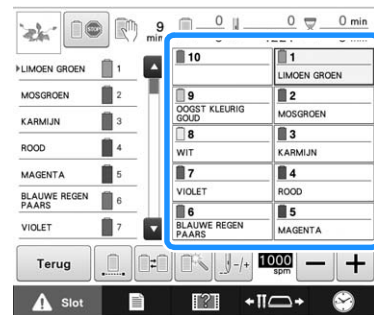 9 min
0
0
0 min
LIMOEN GROEN 1
MOSGROEN 2
KARMIJN 3
ROOD 4
MAGENTA 5
BLAUWE REGEN
PAARS 6
VIOLET 7
10
1
LIMOEN GROEN
9
OOGST KLEURIG
GOUD
2
MOSGROEN
8
WIT
3
KARMIJN
7
VIOLET
4
ROOD
6
BLAUWE REGEN
PAARS
5
MAGENTA
Terug
-/+
1000
spm
-
+
Slot
?